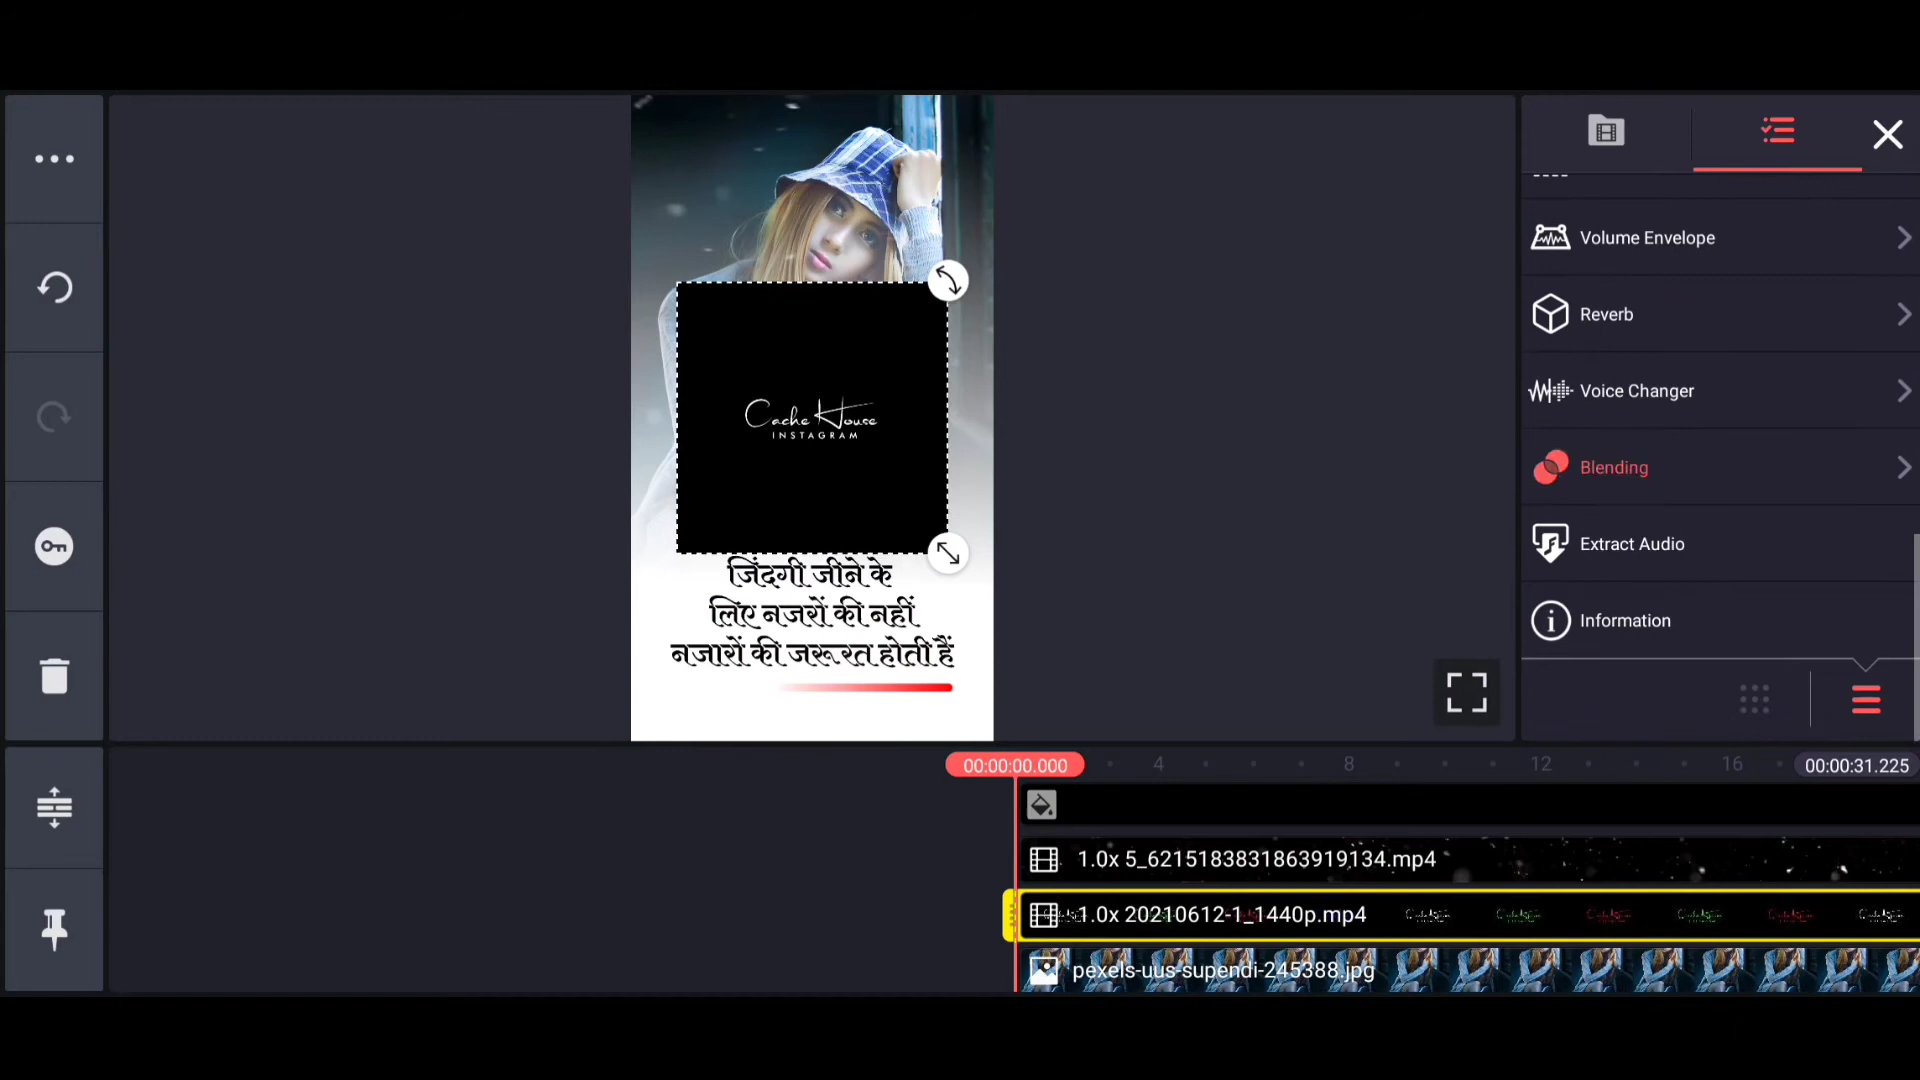 Volume Envelope
Reverb
Voice Changer
Blending
Extract Audio
Information
Cache House
INSTAGRAM
जिंदगी जीने के
लिए नजरों की नहीं
नजारों की जरूरत होती हैं
00:00:00.000
4
8
12
16
00:00:31.225
1.0x 5_6215183831863919134.mp4
1.0x 20210612-1_1440p.mp4
pexels-uus-supendi-245388.jpg